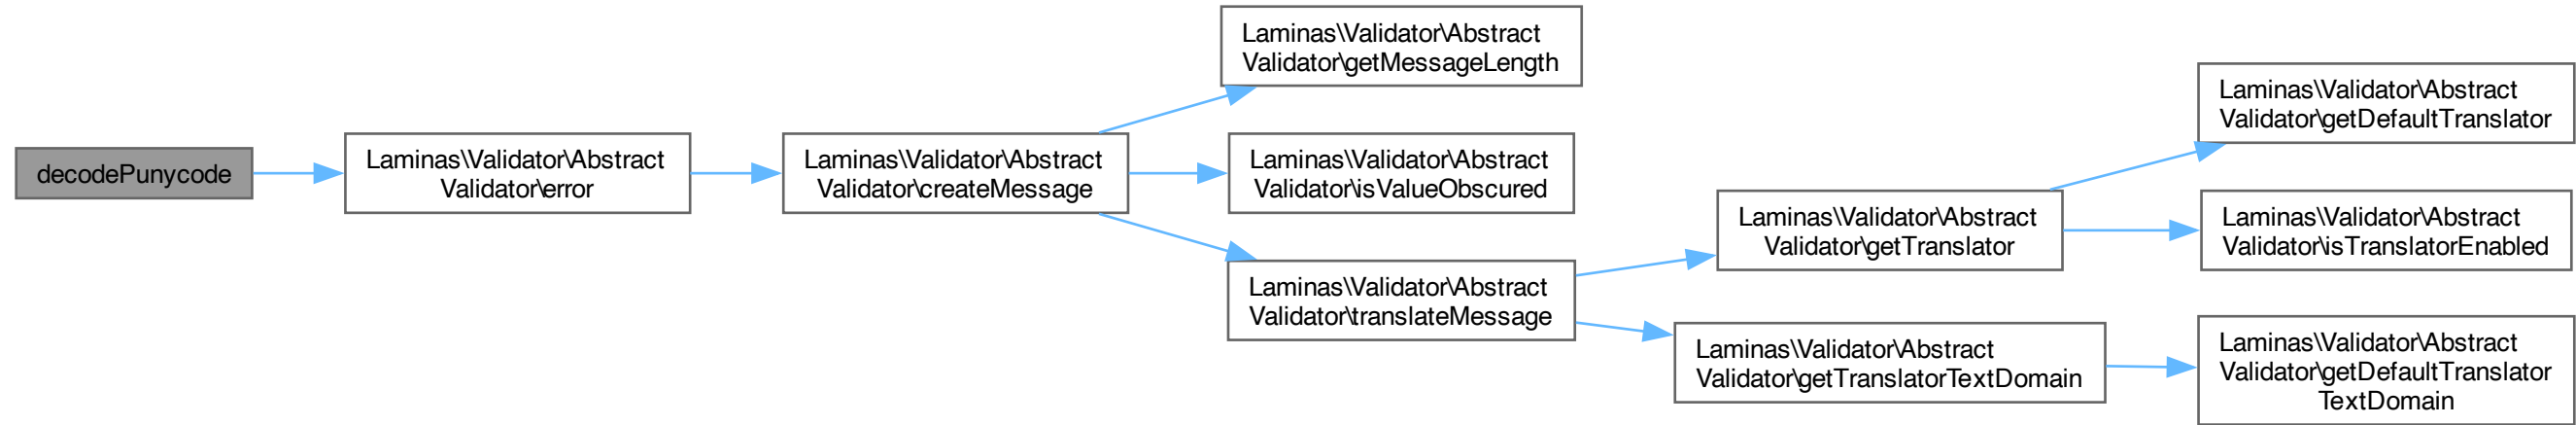 decodePunycode
Laminas\Validator\Abstract
Validator\error
Laminas\Validator\Abstract
Validator\createMessage
Laminas\Validator\Abstract
Validator\getMessageLength
Laminas\Validator\Abstract
Validator\isValueObscured
Laminas\Validator\Abstract
Validator\translateMessage
Laminas\Validator\Abstract
Validator\getTranslator
Laminas\Validator\Abstract
Validator\getTranslatorTextDomain
Laminas\Validator\Abstract
Validator\getDefaultTranslator
Laminas\Validator\Abstract
Validator\isTranslatorEnabled
Laminas\Validator\Abstract
Validator\getDefaultTranslator
TextDomain